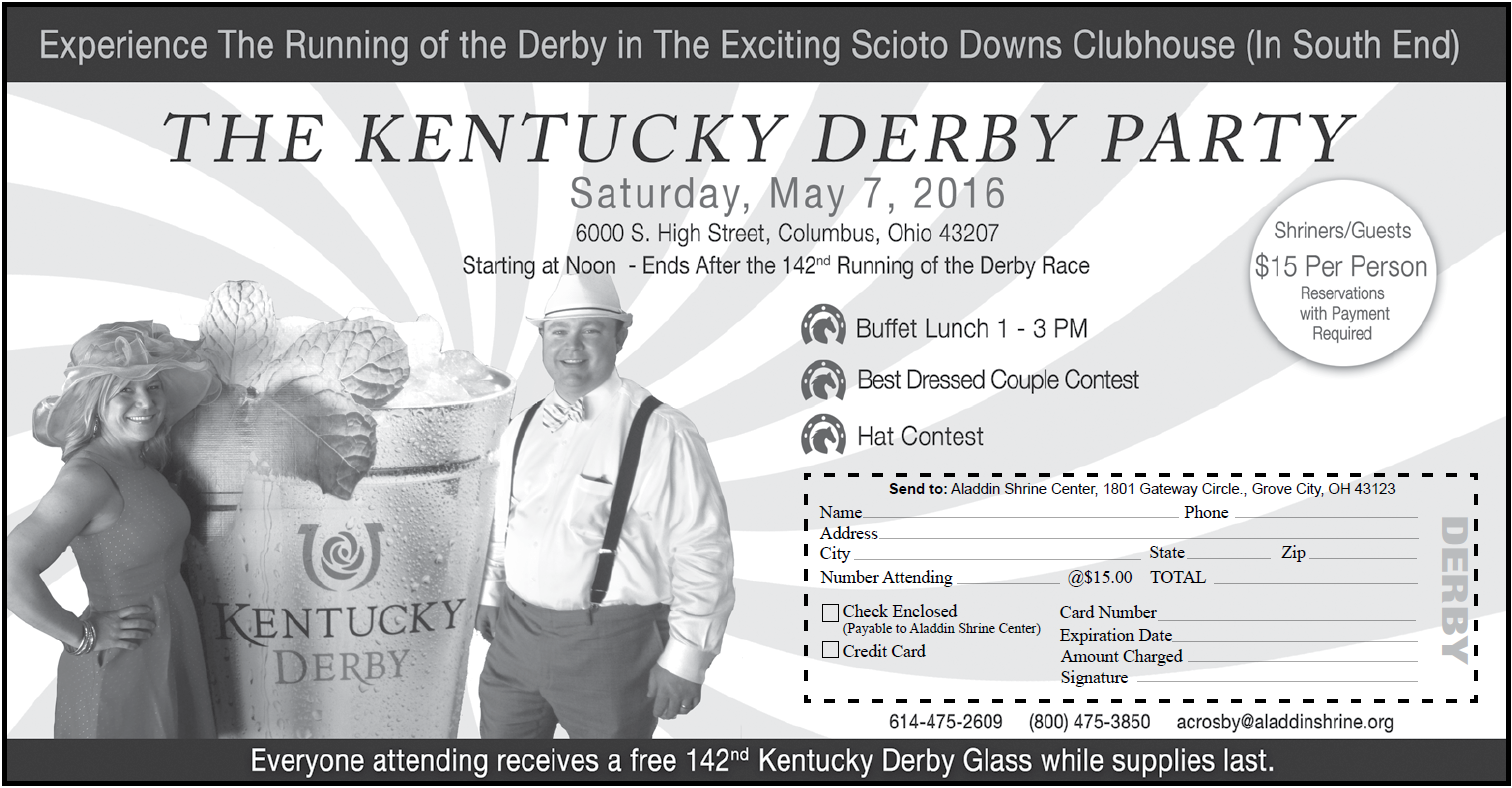 Experience The Running of the Derby in The Exciting Scioto Downs Clubhouse (In South End)
THE KENTUCKY DERBY PARTY
Saturday, May 7, 2016
6000 S. High Street, Columbus, Ohio 43207
Starting at Noon - Ends After the 142nd Running of the Derby Race
Shriners/Guests
$15 Per Person
Reservations
with Payment
Required
Buffet Lunch 1 - 3 PM
Best Dressed Couple Contest
Hat Contest
KENTUCKY
DERBY
Send to: Aladdin Shrine Center, 1801 Gateway Circle., Grove City, OH 43123
Name Phone
Address
City State Zip
Number Attending @$15.00 TOTAL
Check Enclosed
(Payable to Aladdin Shrine Center)
Credit Card
Card Number
Expiration Date
Amount Charged
Signature
DERBY
614-475-2609 (800) 475-3850 acrosby@aladdinshrine.org
Everyone attending receives a free 142nd Kentucky Derby Glass while supplies last.